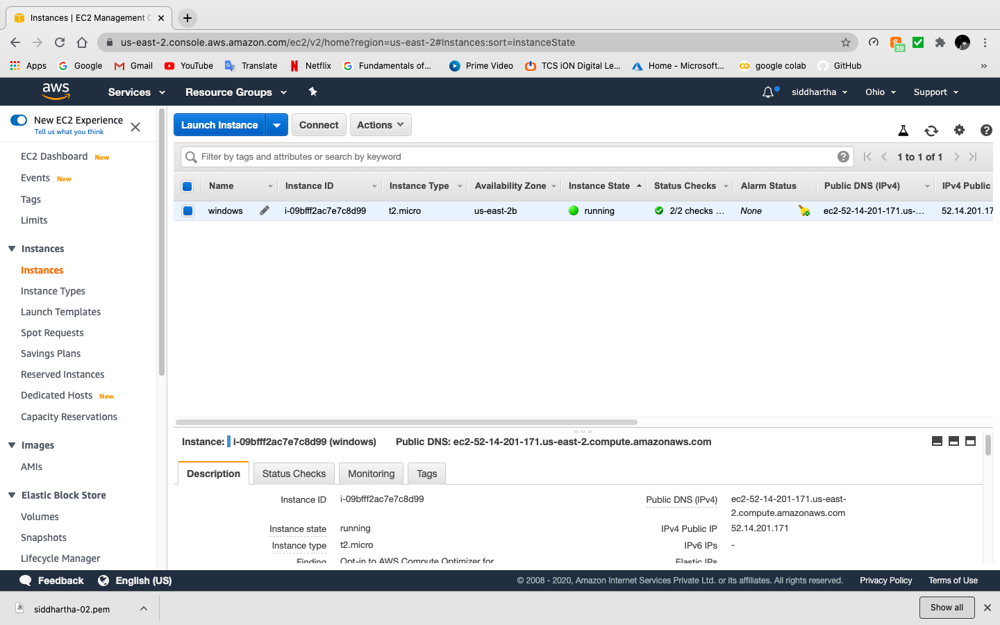 Instances | EC2 Management C
us-east-2.console.aws.amazon.com/ec2/v2/home?region=us-east-2#Instances:sort=instanceState
39
Apps Google Gmail YouTube Translate Netflix Fundamentals of... Prime Video TCS iON Digital Le... Home - Microsoft... google colab GitHub »
aws Services Resource Groups siddhartha Ohio Support
New EC2 Experience
Tell us what you think
EC2 Dashboard New
Events New
Tags
Limits
Instances
Instances
Instance Types
Launch Templates
Spot Requests
Savings Plans
Reserved Instances
Dedicated Hosts New
Capacity Reservations
Images
AMIs
Elastic Block Store
Volumes
Snapshots
Lifecycle Manager
Launch Instance Connect Actions
Filter by tags and attributes or search by keyword 1 to 1 of 1
Name Instance ID Instance Type Availability Zone Instance State Status Checks Alarm Status Public DNS (IPv4) IPv4 Public
windows i-09bfff2ac7e7c8d99 t2.micro us-east-2b running 2/2 checks ... None ec2-52-14-201-171.us-... 52.14.201.17
Instance: i-09bfff2ac7e7c8d99 (windows) Public DNS: ec2-52-14-201-171.us-east-2.compute.amazonaws.com
Description Status Checks Monitoring Tags
Instance ID i-09bfff2ac7e7c8d99 Public DNS (IPv4) ec2-52-14-201-171.us-east-
2.compute.amazonaws.com
Instance state running IPv4 Public IP 52.14.201.171
Instance type t2.micro IPv6 IPs -
Finding Opt-in to AWS Compute Optimizer for Elastic IPs
Feedback English (US) © 2008 - 2020, Amazon Internet Services Private Ltd. or its affiliates. All rights reserved. Privacy Policy Terms of Use
siddhartha-02.pem Show all